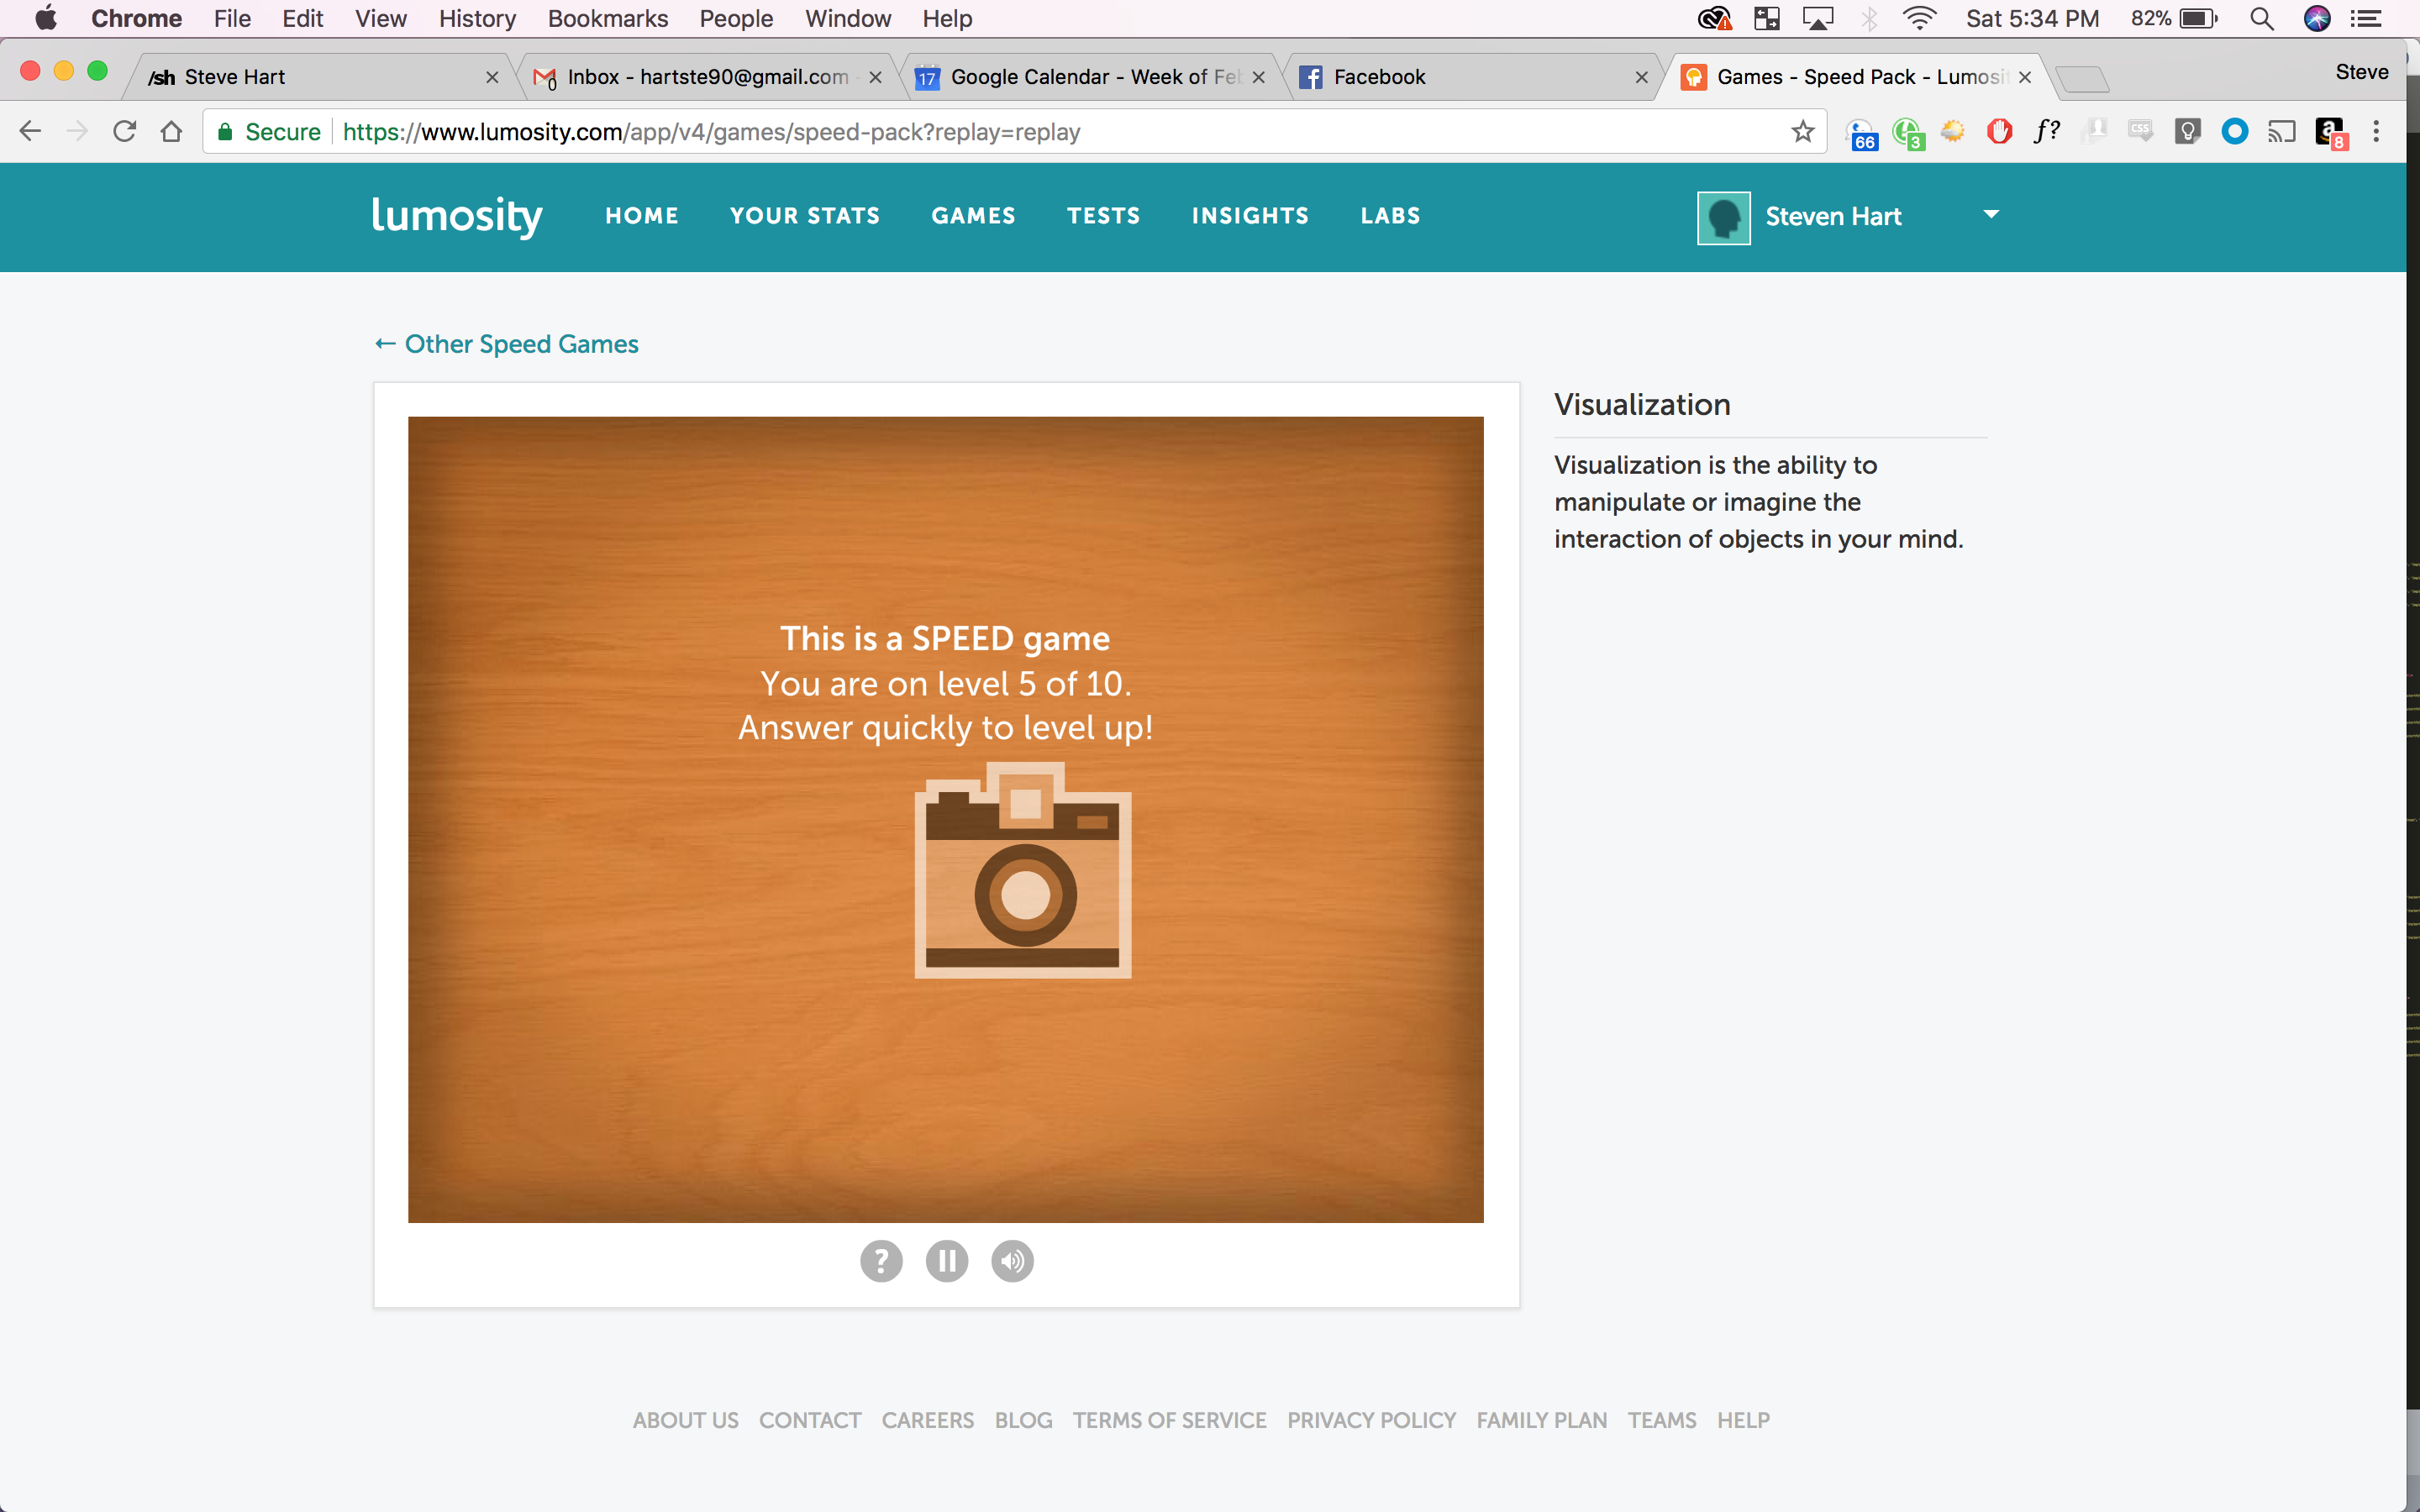 Chrome File Edit View History Bookmarks People Window Help Sat 5:34 PM 82%
/sh Steve Hart Inbox - hartste90@gmail.com - Google Calendar - Week of Feb Facebook Games - Speed Pack - Lumosit Steve
Secure https://www.lumosity.com/app/v4/games/speed-pack?replay=replay 66 3 f? CSS a 8
lumosity HOME YOUR STATS GAMES TESTS INSIGHTS LABS Steven Hart
← Other Speed Games
Visualization
Visualization is the ability to
manipulate or imagine the
interaction of objects in your mind.
This is a SPEED game
You are on level 5 of 10.
Answer quickly to level up!
?
ABOUT US CONTACT CAREERS BLOG TERMS OF SERVICE PRIVACY POLICY FAMILY PLAN TEAMS HELP